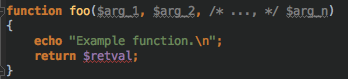 function foo($arg_1, $arg_2, /* ..., */ $arg_n)
{
    echo "Example function.\n";
    return $retval;
}